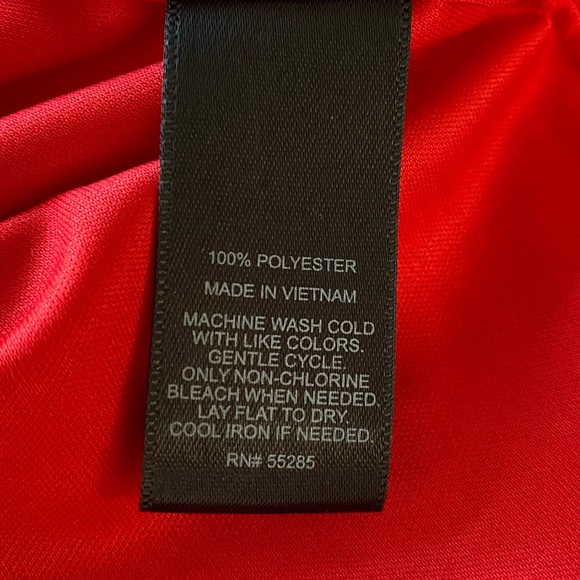 100% POLYESTER
MADE IN VIETNAM
MACHINE WASH COLD
WITH LIKE COLORS.
GENTLE CYCLE.
ONLY NON-CHLORINE
BLEACH WHEN NEEDED.
LAY FLAT TO DRY.
COOL IRON IF NEEDED.
RN# 55285